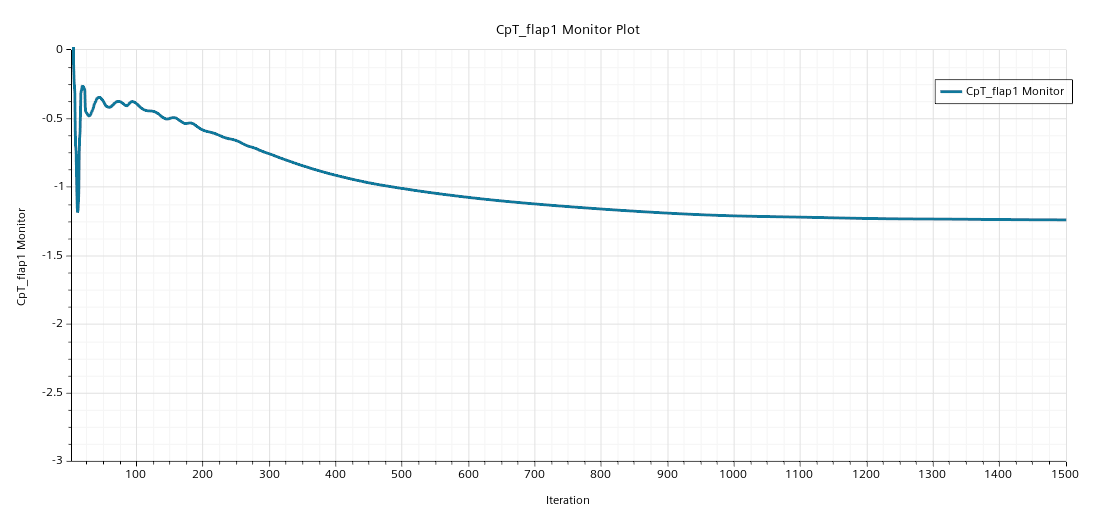 CpT_flap1 Monitor Plot
0
-0.5
-1
-1.5
-2
-2.5
-3
CpT_flap1 Monitor
CpT_flap1 Monitor
100 200 300 400 500 600 700 800 900 1000 1100 1200 1300 1400 1500
Iteration